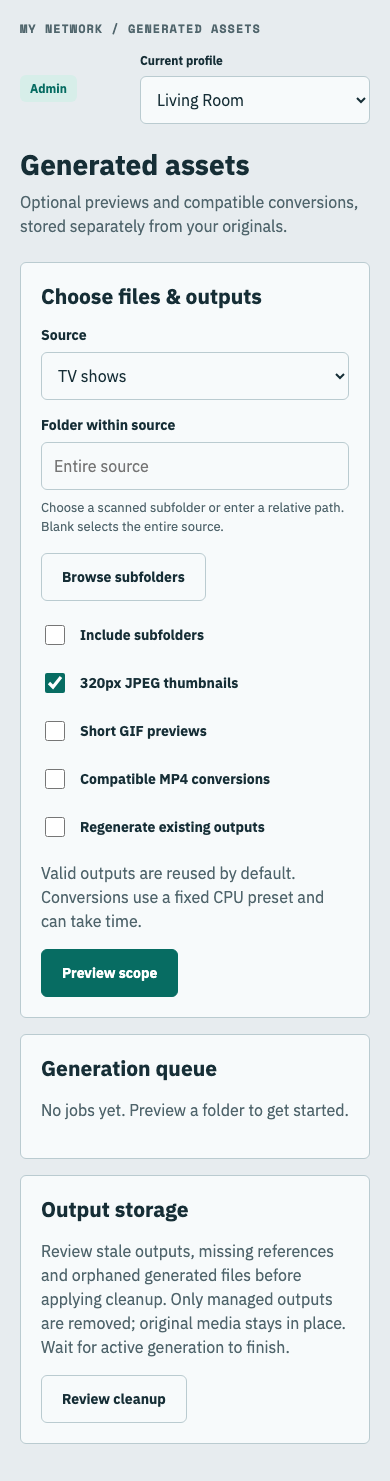 MY NETWORK / GENERATED ASSETS
Current profile
Admin
Living Room
Generated assets
Optional previews and compatible conversions,
stored separately from your originals.
Choose files & outputs
Source
TV shows
Folder within source
Entire source
Choose a scanned subfolder or enter a relative path.
Blank selects the entire source.
Browse subfolders
Include subfolders
320px JPEG thumbnails
Short GIF previews
Compatible MP4 conversions
Regenerate existing outputs
Valid outputs are reused by default.
Conversions use a fixed CPU preset and
can take time.
Preview scope
Generation queue
No jobs yet. Preview a folder to get started.
Output storage
Review stale outputs, missing references
and orphaned generated files before
applying cleanup. Only managed outputs
are removed; original media stays in place.
Wait for active generation to finish.
Review cleanup